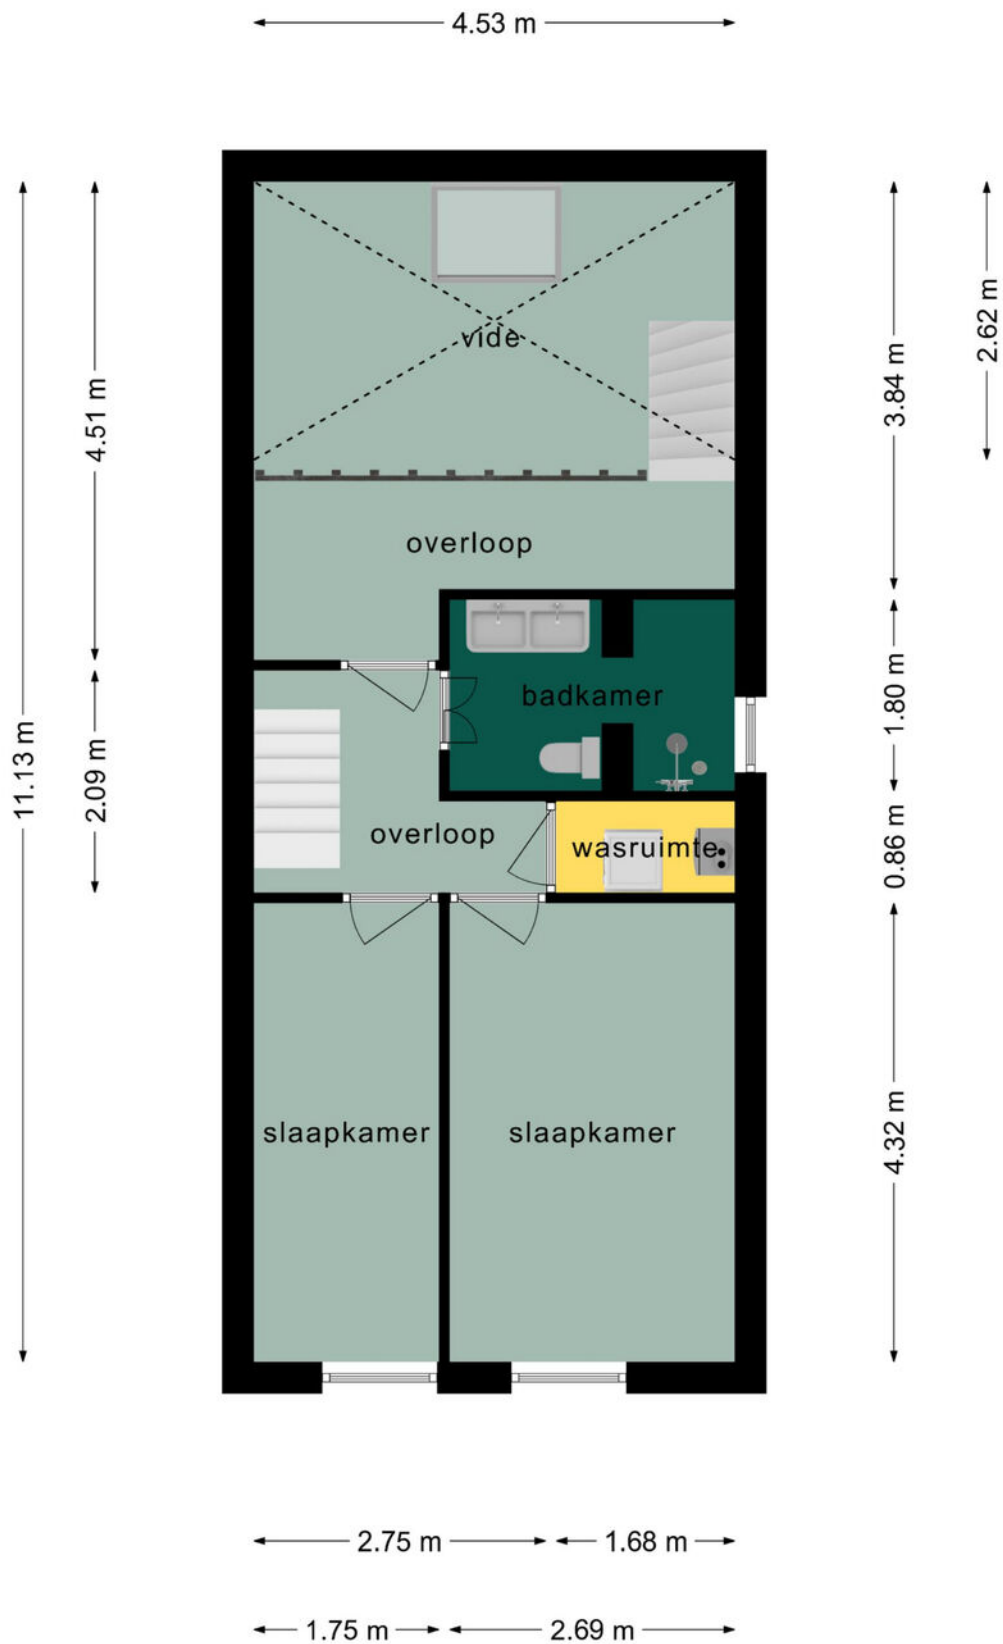 4.53 m
2.62 m
vide
3.84 m
4.51 m
overloop
badkamer
1.80 m
11.13 m
2.09 m
overloop
wasruimte
0.86 m
slaapkamer
slaapkamer
4.32 m
2.75 m
1.68 m
1.75 m
2.69 m